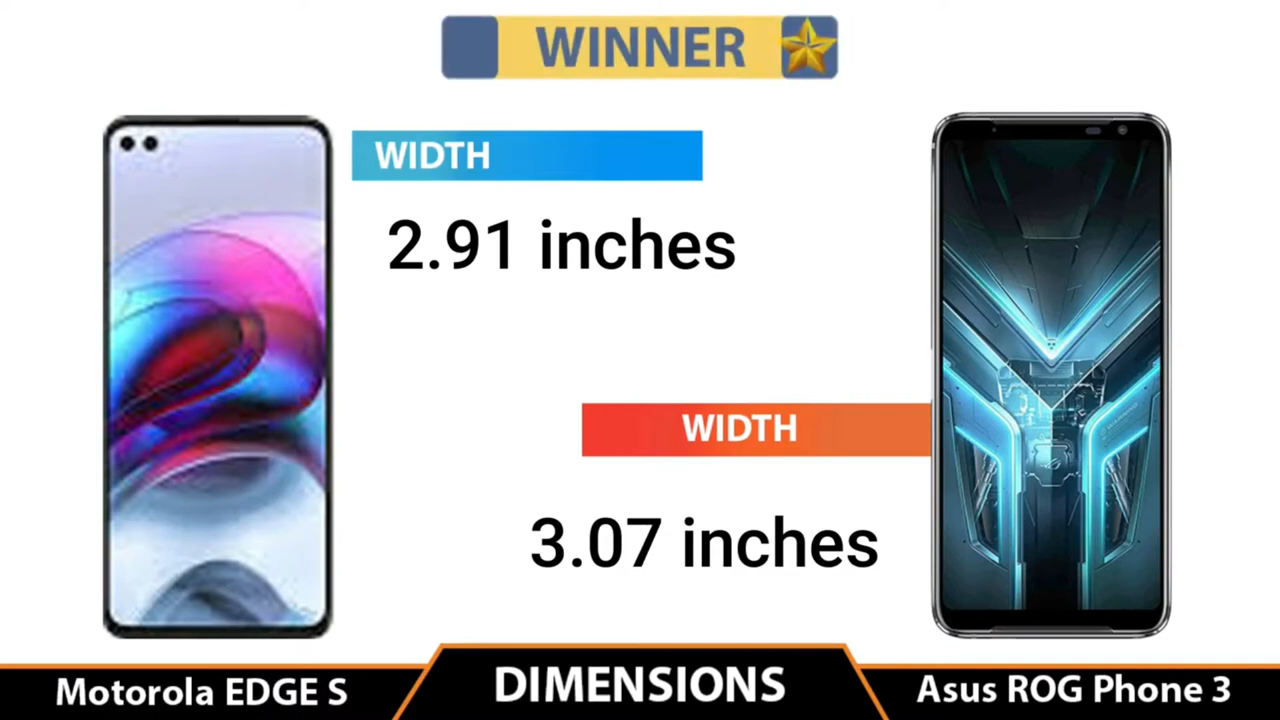 WINNER
WIDTH
2.91 inches
WIDTH
3.07 inches
Motorola EDGE S
DIMENSIONS
Asus ROG Phone 3